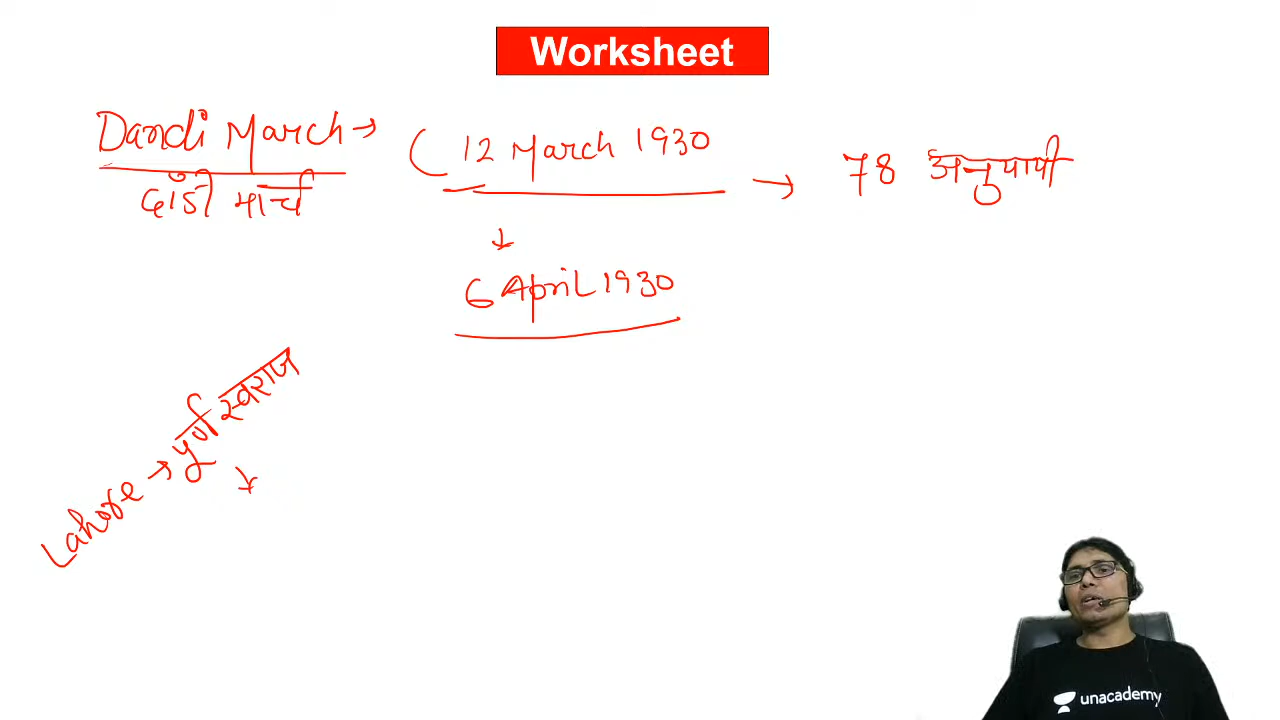 Worksheet
Dandi March → ( 12 March 1930 → 78 अनुयायी
दांडी मार्च
↓
6 April 1930
Lahore → पूर्ण स्वराज
↓
unacademy